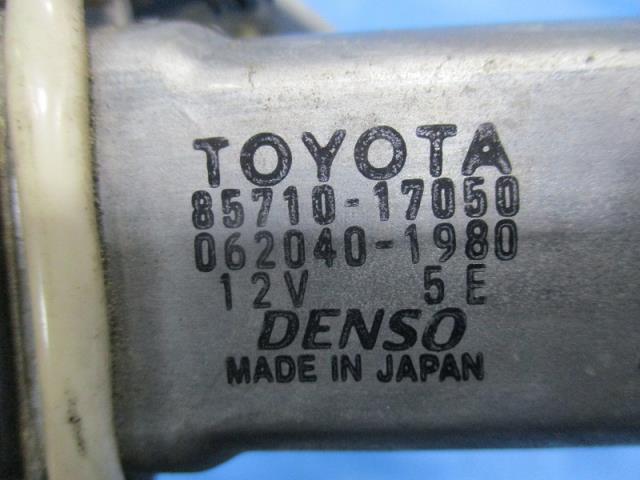 TOYOTA
85710-17050
062040-1980
12V 5E
DENSO
MADE IN JAPAN